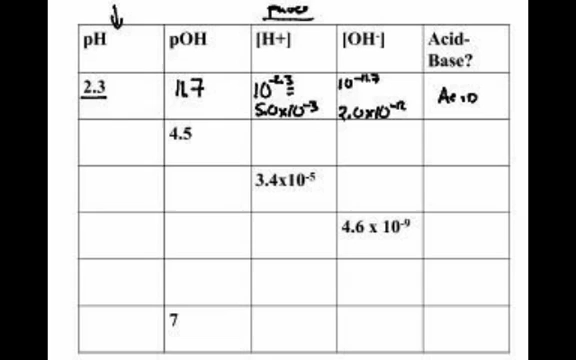 pH pOH [H+] [OH-] Acid-
Base?
2.3 11.7 10^-2.3 10^-11.7 Acid
5.0x10^-3 2.0x10^-12
4.5
3.4x10^-5
4.6 x 10^-9
7